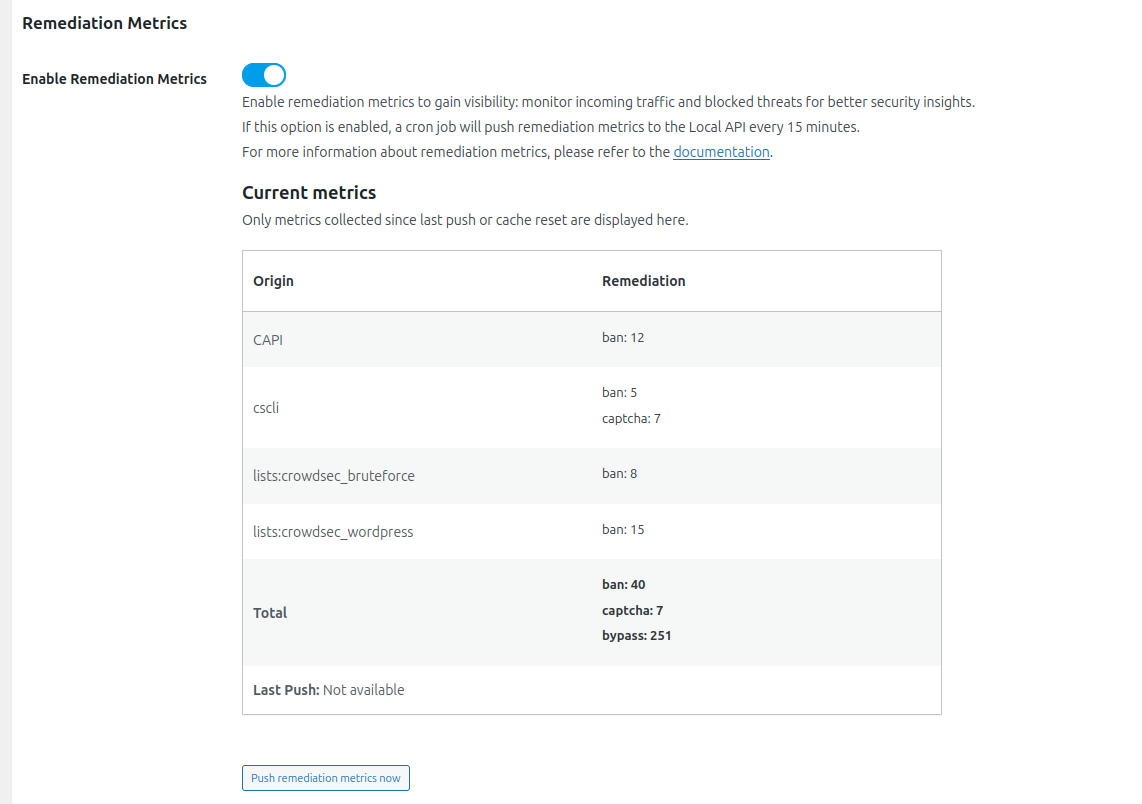 Remediation Metrics
Enable Remediation Metrics
Enable remediation metrics to gain visibility: monitor incoming traffic and blocked threats for better security insights.
If this option is enabled, a cron job will push remediation metrics to the Local API every 15 minutes.
For more information about remediation metrics, please refer to the documentation.
Current metrics
Only metrics collected since last push or cache reset are displayed here.
Origin Remediation
CAPI ban: 12
cscli ban: 5
captcha: 7
lists:crowdsec_bruteforce ban: 8
lists:crowdsec_wordpress ban: 15
Total ban: 40
captcha: 7
bypass: 251
Last Push: Not available
Push remediation metrics now